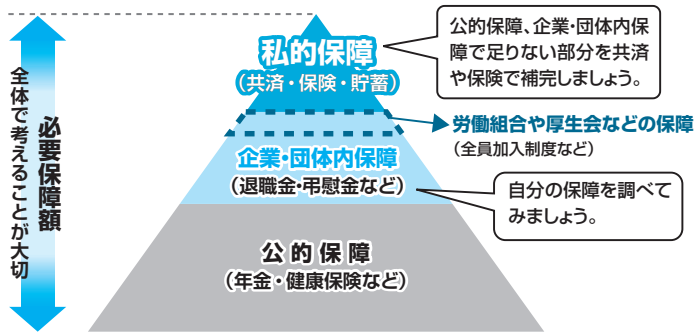 必要保障額
全体で考えることが大切
私的保障
（共済・保険・貯蓄）
公的保障、企業・団体内保
障で足りない部分を共済
や保険で補完しましょう。
労働組合や厚生会などの保障
（全員加入制度など）
企業・団体内保障
（退職金・弔慰金など）
自分の保障を調べて
みましょう。
公的保障
（年金・健康保険など）